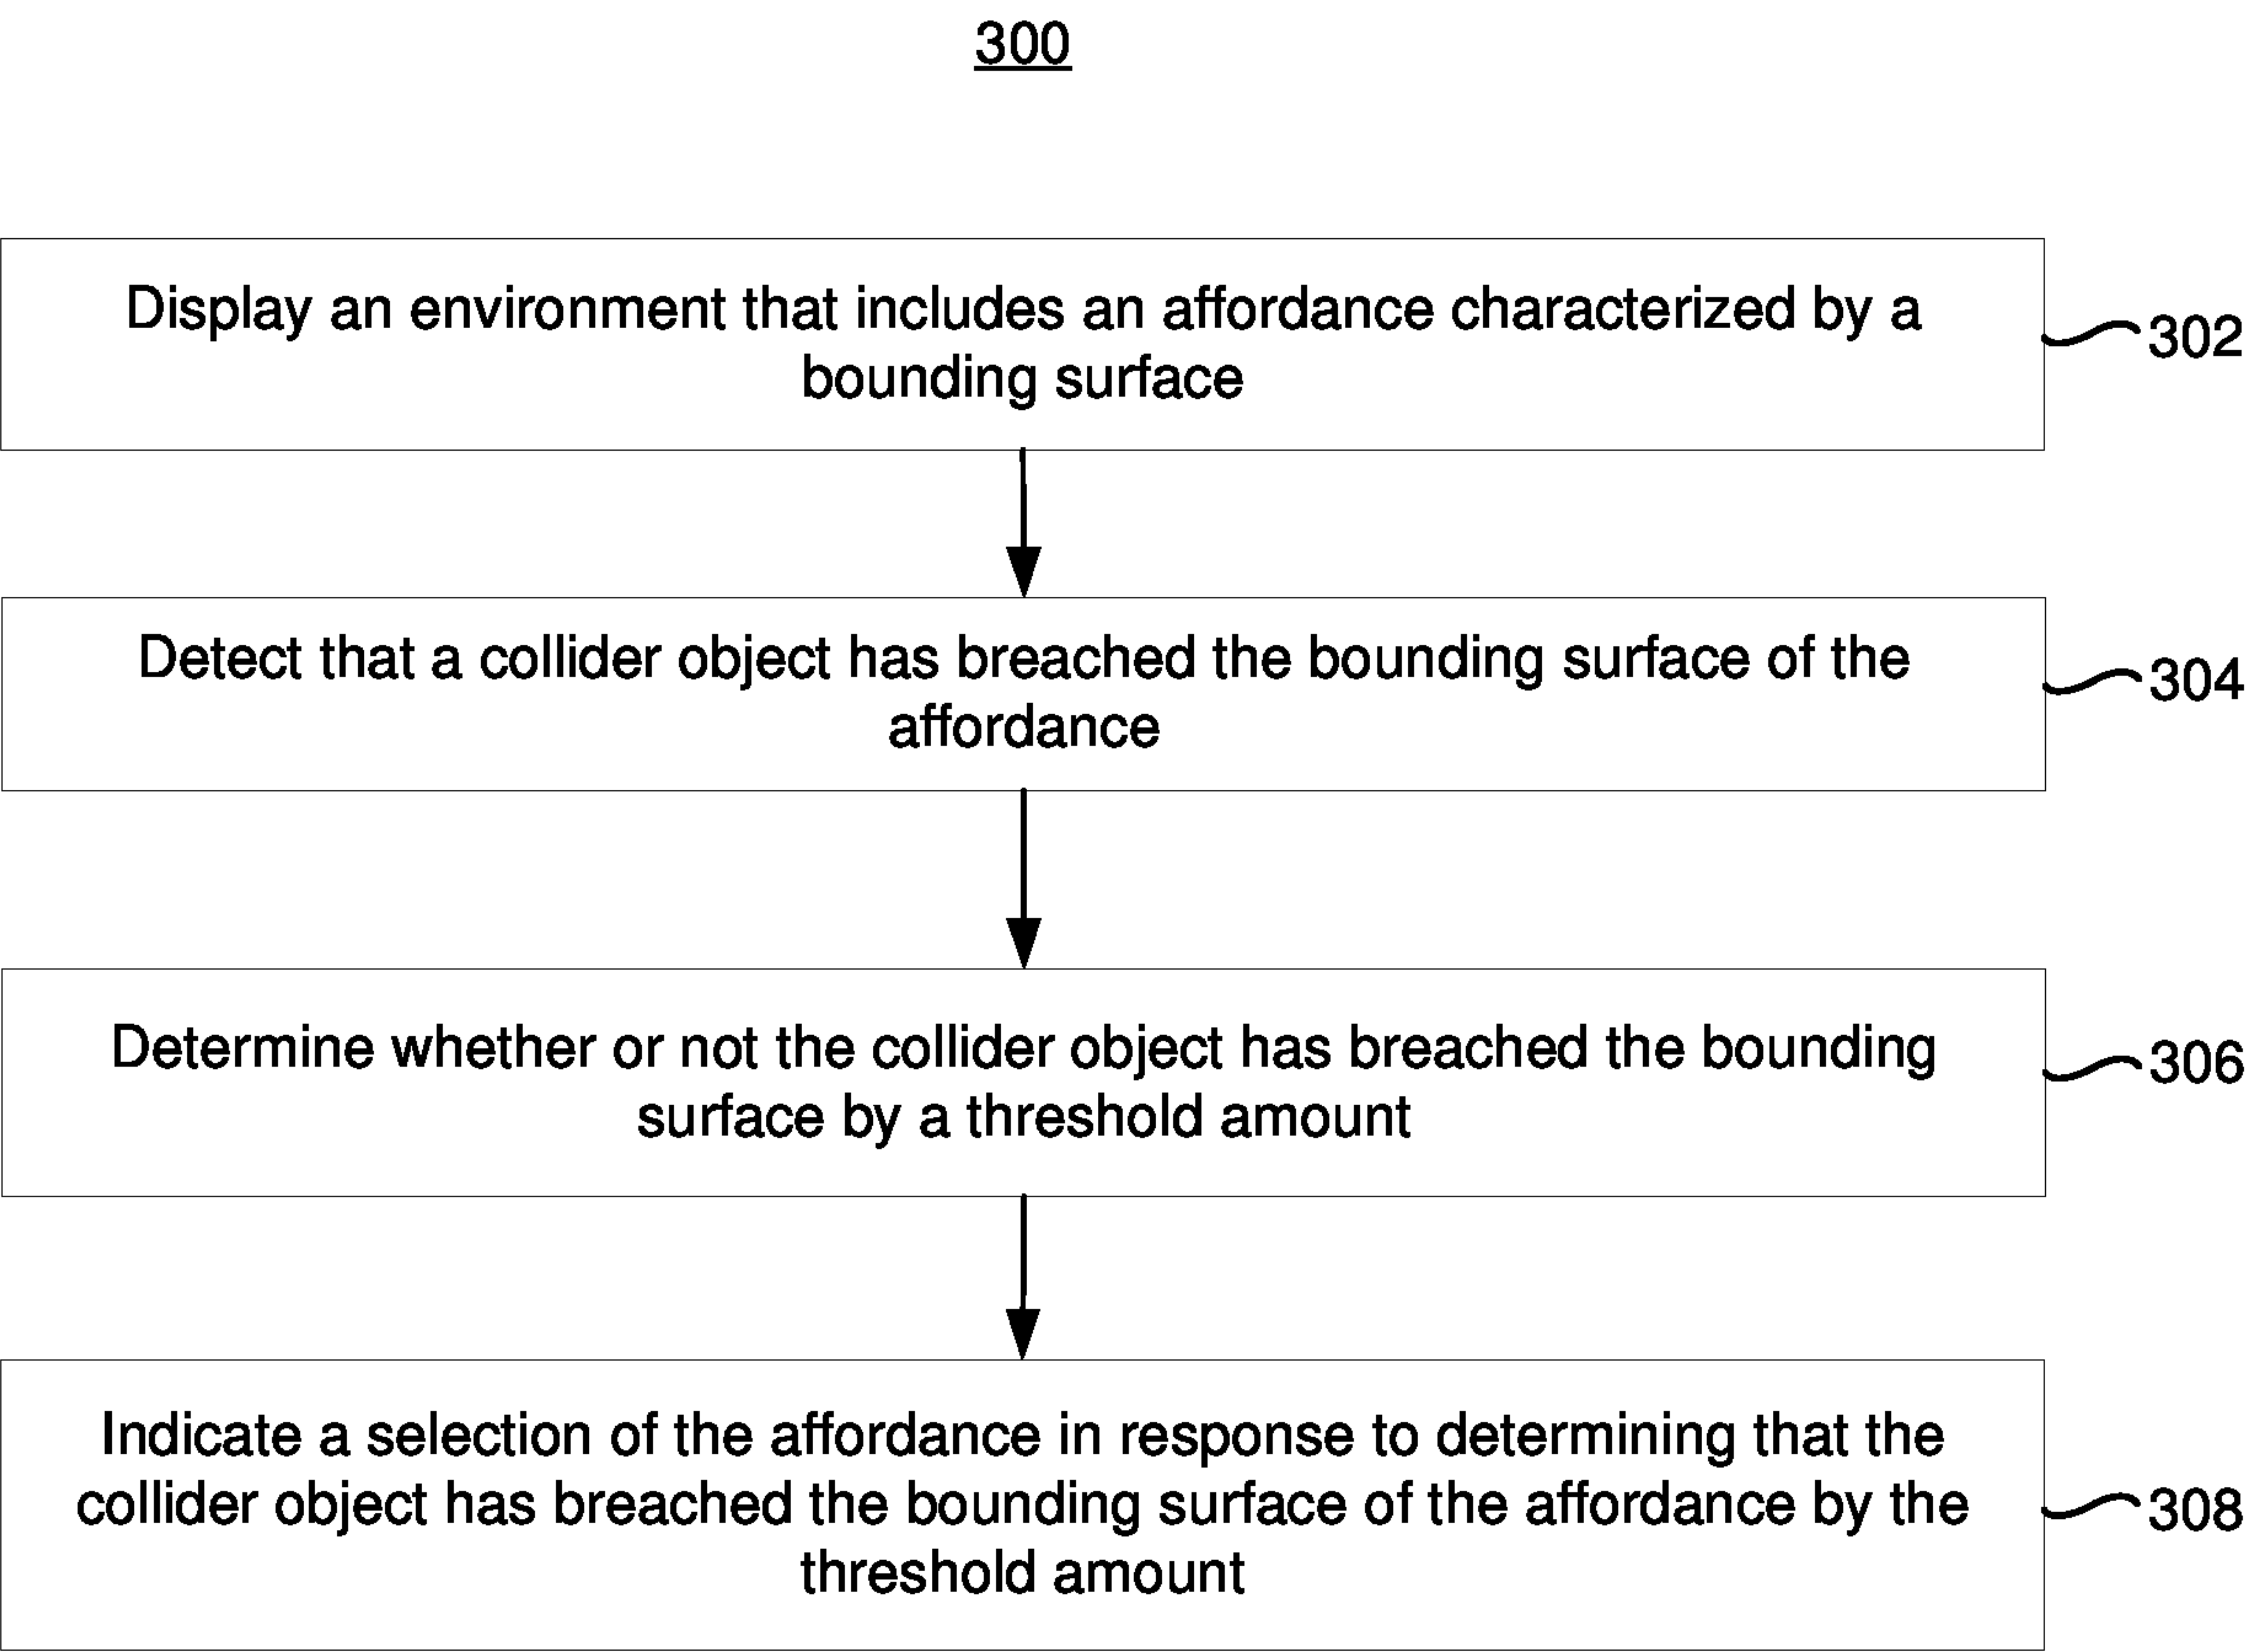 300
Display an environment that includes an affordance characterized by a
bounding surface
302
Detect that a collider object has breached the bounding surface of the
affordance
304
Determine whether or not the collider object has breached the bounding
surface by a threshold amount
306
Indicate a selection of the affordance in response to determining that the
collider object has breached the bounding surface of the affordance by the
threshold amount
308